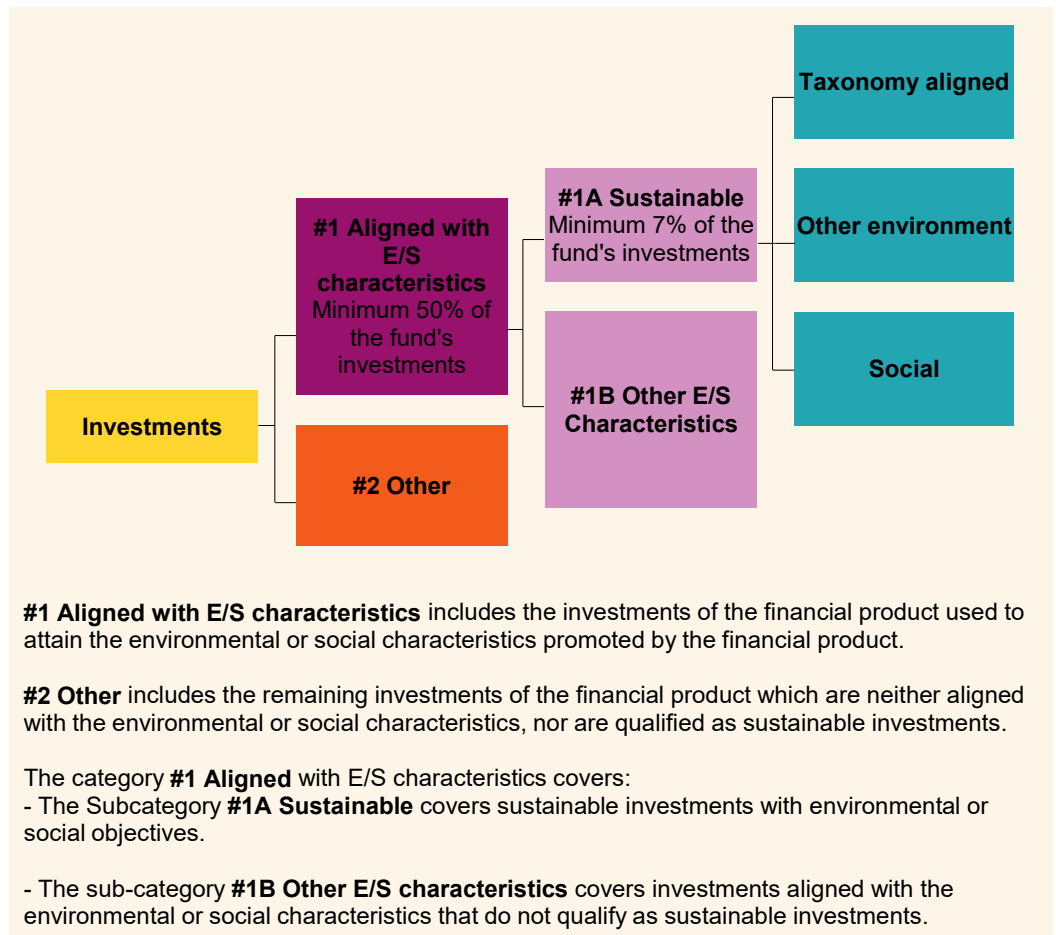 Taxonomy aligned
#1A Sustainable
Minimum 7% of the
fund's investments
Other environment
#1 Aligned with
E/S
characteristics
Minimum 50% of
the fund's
investments
Social
#1B Other E/S
Characteristics
Investments
#2 Other
#1 Aligned with E/S characteristics includes the investments of the financial product used to
attain the environmental or social characteristics promoted by the financial product.
#2 Other includes the remaining investments of the financial product which are neither aligned
with the environmental or social characteristics, nor are qualified as sustainable investments.
The category #1 Aligned with E/S characteristics covers:
- The Subcategory #1A Sustainable covers sustainable investments with environmental or
social objectives.
- The sub-category #1B Other E/S characteristics covers investments aligned with the
environmental or social characteristics that do not qualify as sustainable investments.